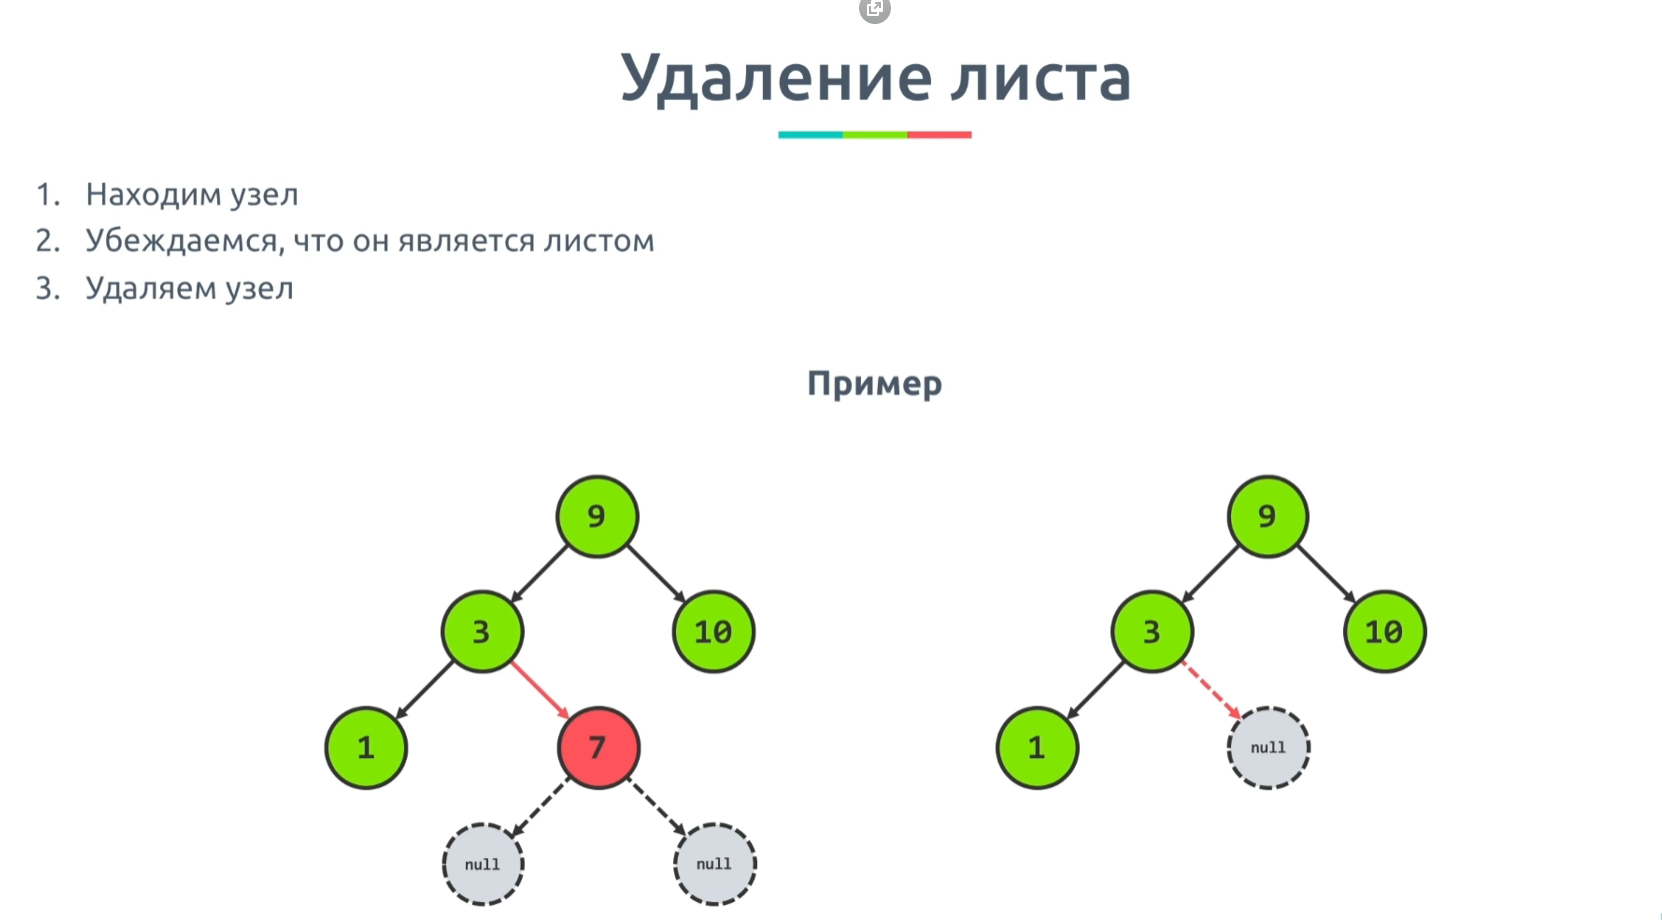 Удаление листа
1. Находим узел
2. Убеждаемся, что он является листом
3. Удаляем узел
Пример
9
3
10
1
7
null
null
9
3
10
1
null